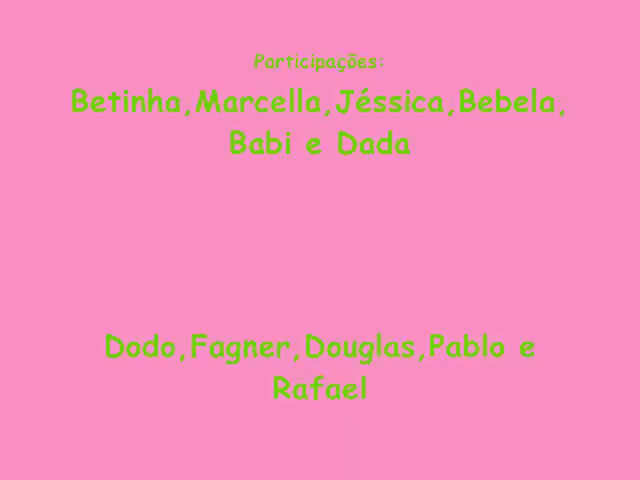 Participações:
Betinha,Marcella,Jéssica,Bebela,
Babi e Dada
Dodo,Fagner,Douglas,Pablo e
Rafael